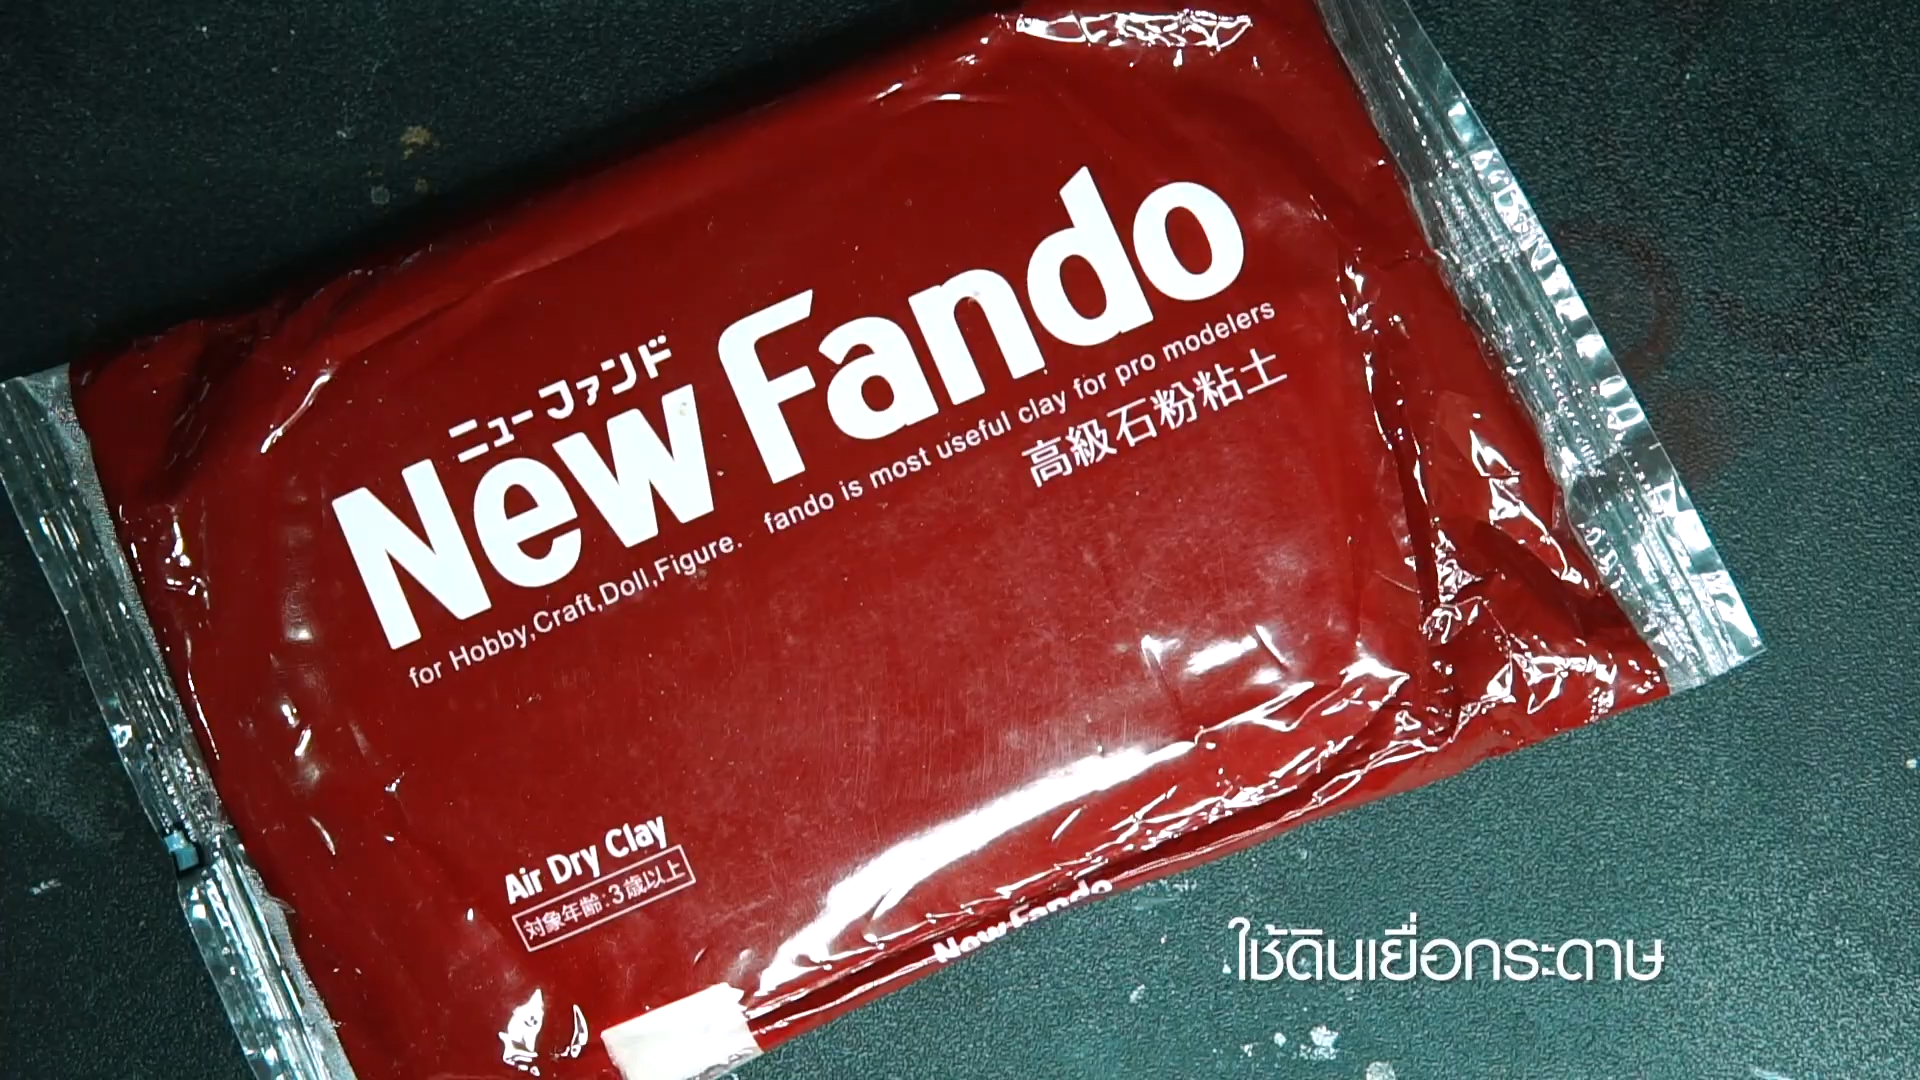 ニューファンド
New Fando
for Hobby,Craft,Doll,Figure. fando is most useful clay for pro modelers
高級石粉粘土
Air Dry Clay
対象年齢:3歳以上
New Fando
ใช้ดินเยื่อกระดาษ